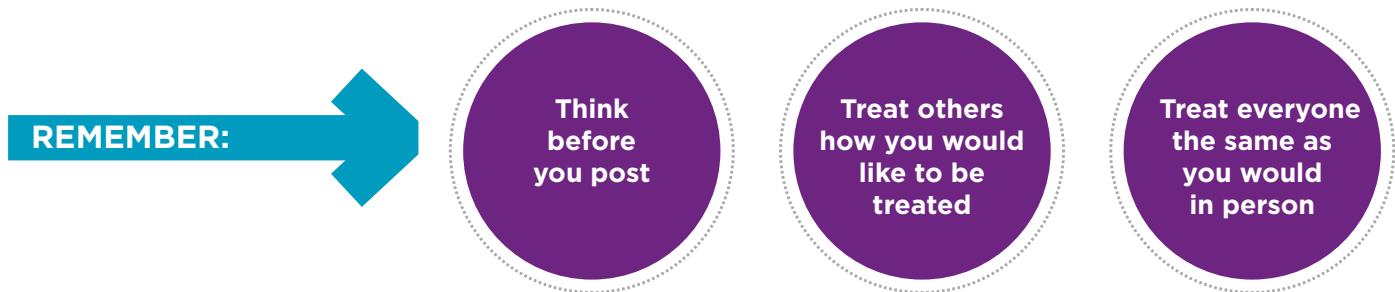 REMEMBER:
Think
before
you post
Treat others
how you would
like to be
treated
Treat everyone
the same as
you would
in person